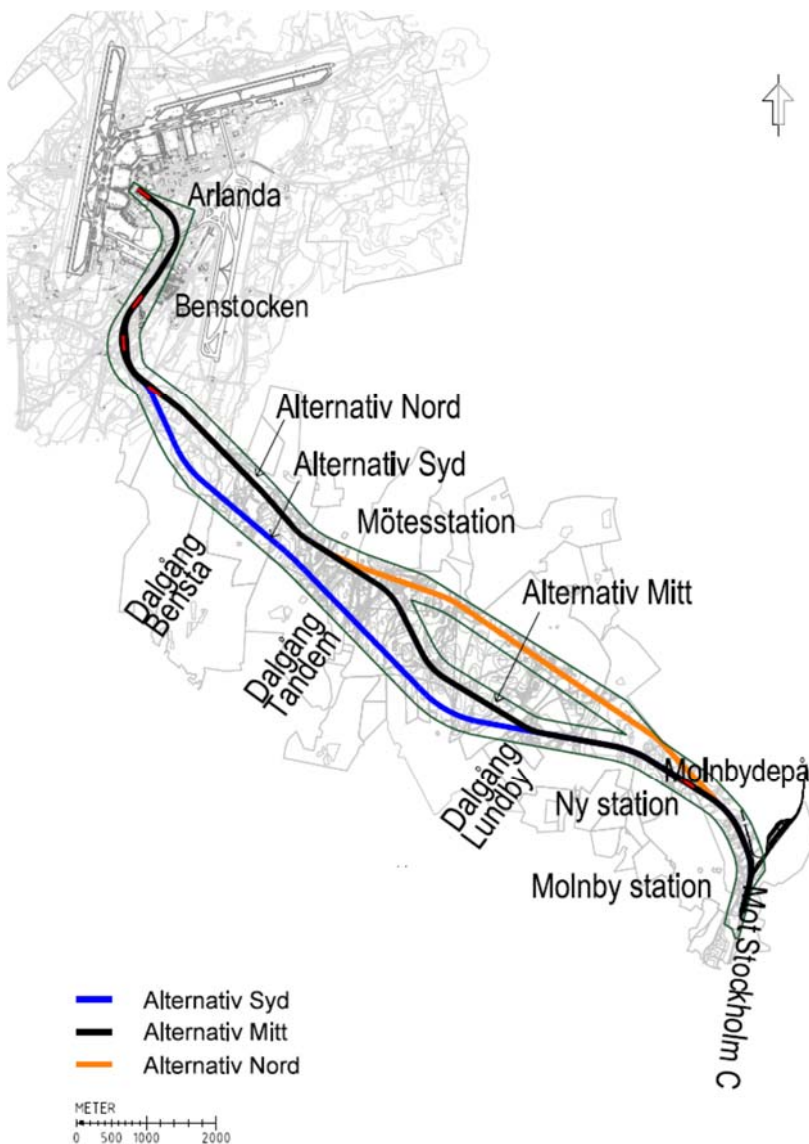 Arlanda
Benstocken
Alternativ Nord
Alternativ Syd
Mötesstation
Dalgång
Bensta
Alternativ Mitt
Dalgång
Tandem
Dalgång
Lundby
Molnbydepå
Ny station
Molnby station
Mot Stockholm C
Alternativ Syd
Alternativ Mitt
Alternativ Nord
METER
0 500 1000 2000